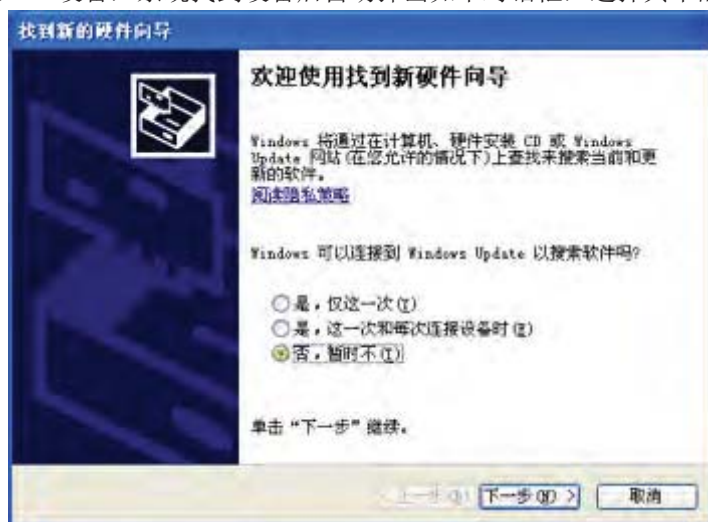 找到新的硬件向导
欢迎使用找到新硬件向导
Windows 将通过在计算机、硬件安装 CD 或 Windows
Update 网站(在您允许的情况下)上查找来搜索当前和更
新的软件。
阅读隐私策略
Windows 可以连接到 Windows Update 以搜索软件吗?
是，仅这一次(Y)
是，这一次和每次连接设备时(E)
否，暂时不(T)
单击“下一步”继续。
下一步(N) > 取消